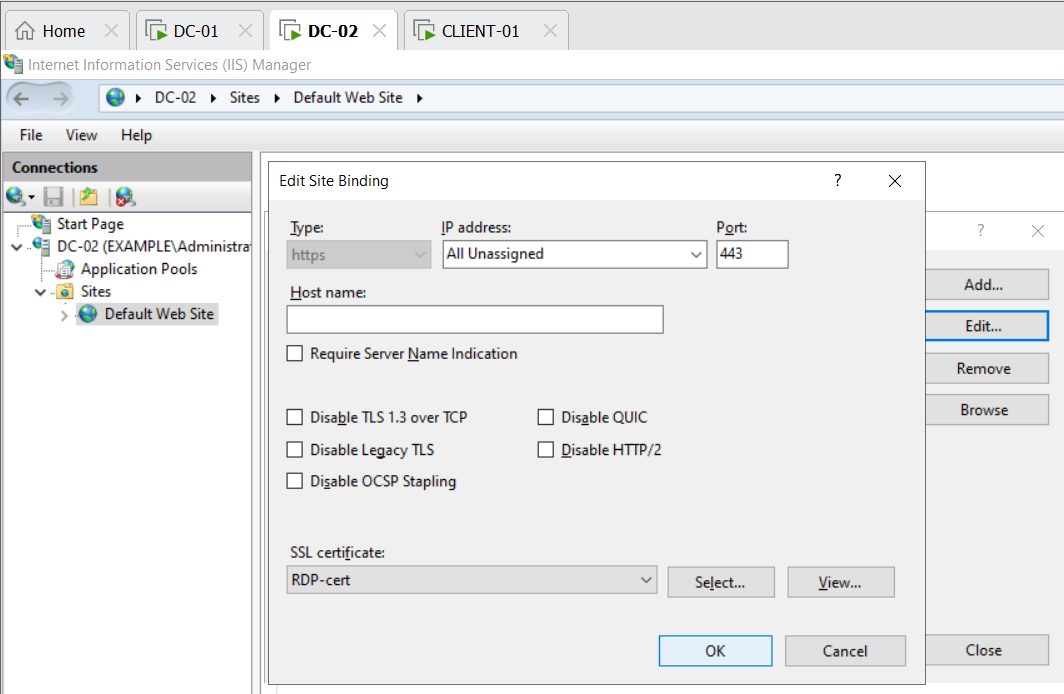 Home DC-01 DC-02 CLIENT-01
Internet Information Services (IIS) Manager
DC-02 Sites Default Web Site
File View Help
Connections
Start Page
DC-02 (EXAMPLE\Administra
Application Pools
Sites
Default Web Site
Edit Site Binding ?
Type: IP address: Port:
https All Unassigned 443
Host name:
Require Server Name Indication
Disable TLS 1.3 over TCP Disable QUIC
Disable Legacy TLS Disable HTTP/2
Disable OCSP Stapling
SSL certificate:
RDP-cert Select... View...
OK Cancel
?
Add...
Edit...
Remove
Browse
Close